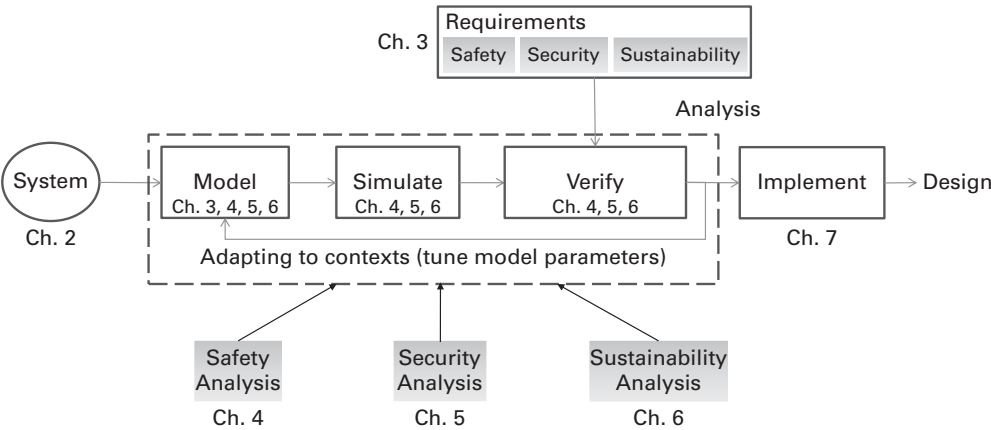 Requirements
Ch. 3
Safety Security Sustainability
Analysis
System
Ch. 2
Model
Ch. 3, 4, 5, 6
Simulate
Ch. 4, 5, 6
Verify
Ch. 4, 5, 6
Implement
Ch. 7
Design
Adapting to contexts (tune model parameters)
Safety
Analysis
Ch. 4
Security
Analysis
Ch. 5
Sustainability
Analysis
Ch. 6